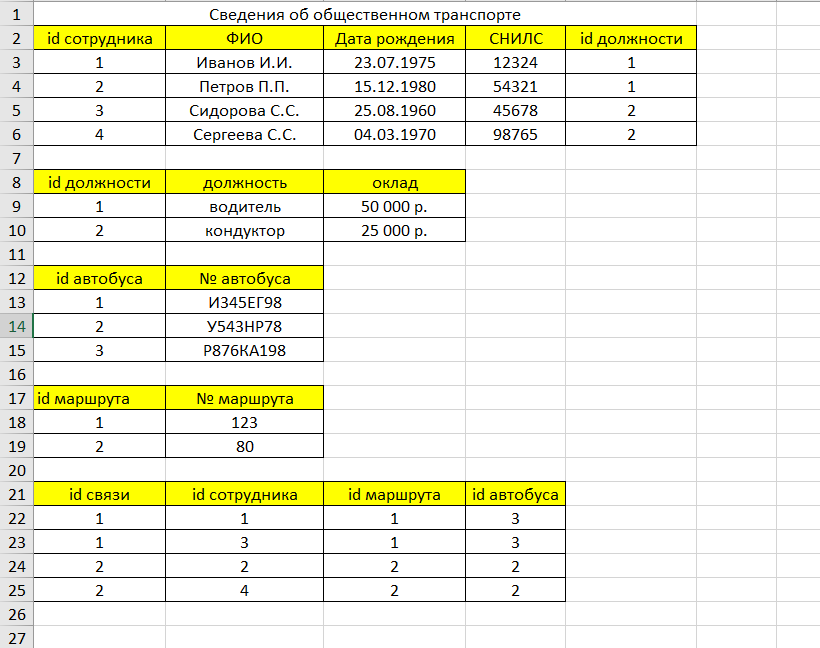 1 Сведения об общественном транспорте
2 id сотрудника ФИО Дата рождения СНИЛС id должности
3 1 Иванов И.И. 23.07.1975 12324 1
4 2 Петров П.П. 15.12.1980 54321 1
5 3 Сидорова С.С. 25.08.1960 45678 2
6 4 Сергеева С.С. 04.03.1970 98765 2
7
8 id должности должность оклад
9 1 водитель 50 000 р.
10 2 кондуктор 25 000 р.
11
12 id автобуса № автобуса
13 1 И345ЕГ98
14 2 У543НР78
15 3 Р876КА198
16
17 id маршрута № маршрута
18 1 123
19 2 80
20
21 id связи id сотрудника id маршрута id автобуса
22 1 1 1 3
23 1 3 1 3
24 2 2 2 2
25 2 4 2 2
26
27